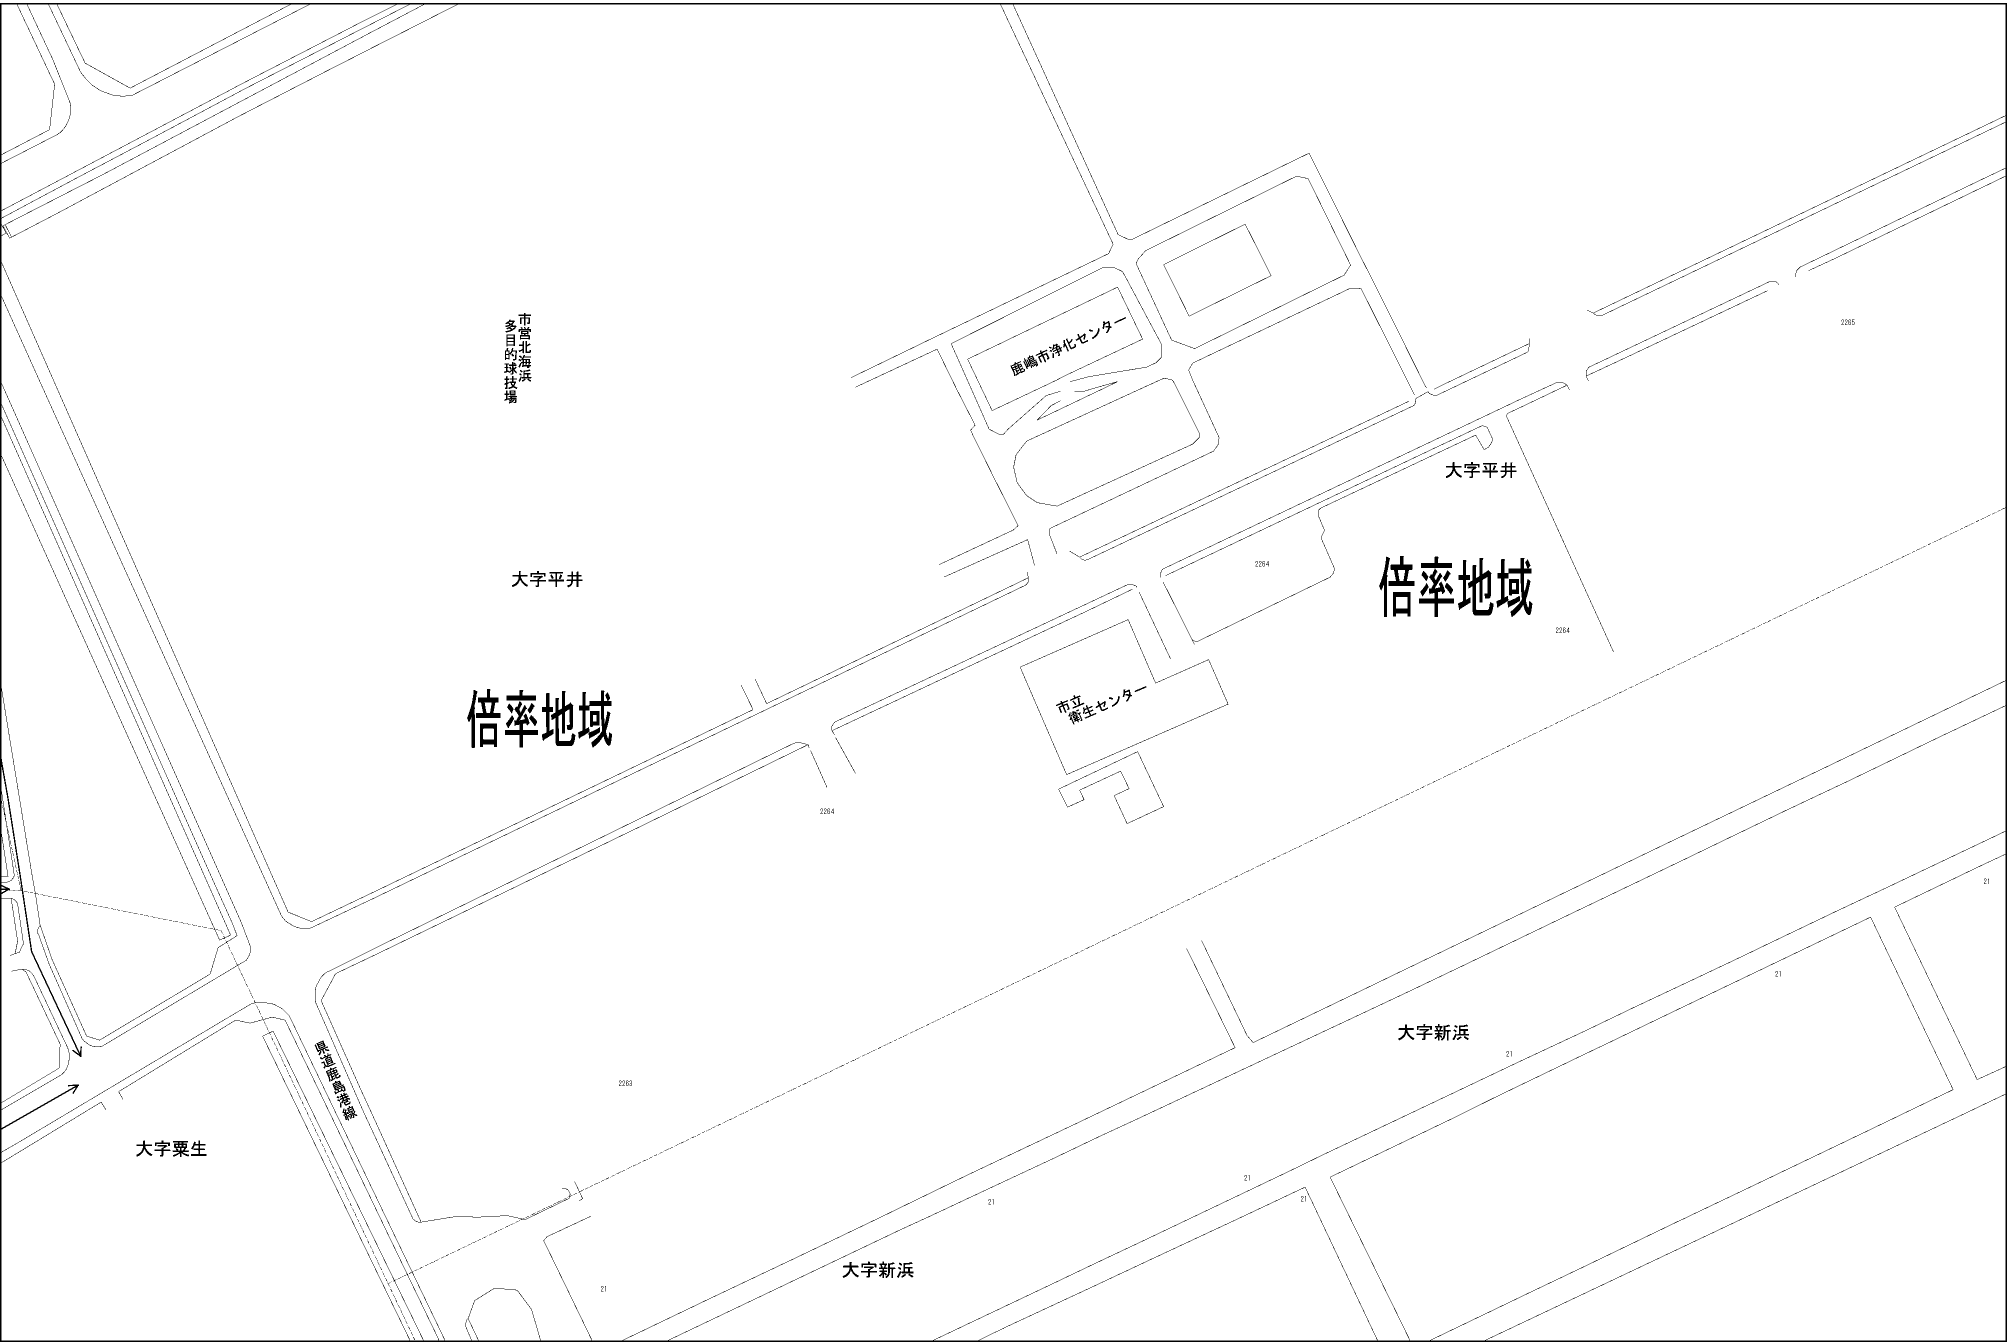 市営北海浜
多目的球技場
鹿嶋市浄化センター
2265
大字平井
2264
倍率地域
大字平井
2264
倍率地域
市立
衛生センター
2264
21
21
大字新浜
21
県道鹿島港線
2263
大字粟生
21
21
21
大字新浜
21